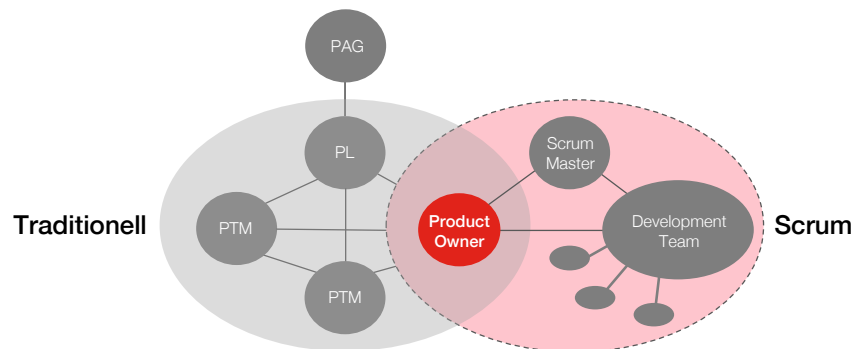 PAG
PL
Scrum
Master
Traditionell
PTM
Product
Owner
Development
Team
Scrum
PTM